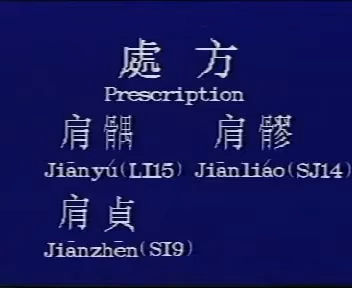 處方
Prescription
肩髃 肩髎
Jiānyú(LI15) Jiānliáo(SJ14)
肩貞
Jiānzhēn(SI9)